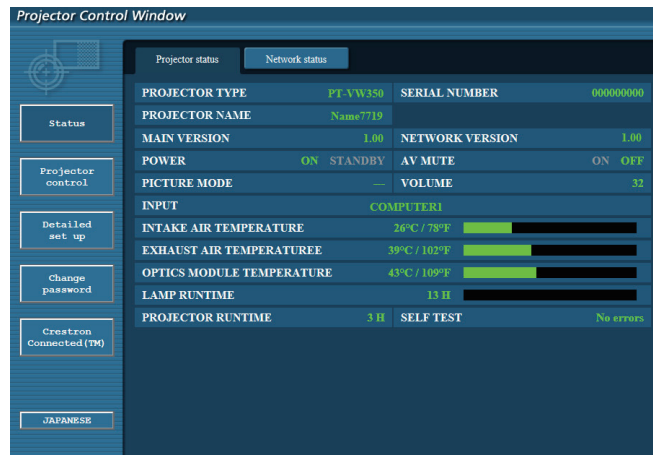 Projector Control Window
Projector status
Network status
Status
Projector
control
Detailed
set up
Change
password
Crestron
Connected(TM)
JAPANESE
PROJECTOR TYPE PT-VW350 SERIAL NUMBER 000000000
PROJECTOR NAME Name7719
MAIN VERSION 1.00 NETWORK VERSION 1.00
POWER ON STANDBY AV MUTE ON OFF
PICTURE MODE — VOLUME 32
INPUT COMPUTER1
INTAKE AIR TEMPERATURE 26°C / 78°F
EXHAUST AIR TEMPERATUREE 39°C / 102°F
OPTICS MODULE TEMPERATURE 43°C / 109°F
LAMP RUNTIME 13 H
PROJECTOR RUNTIME 3 H SELF TEST No errors